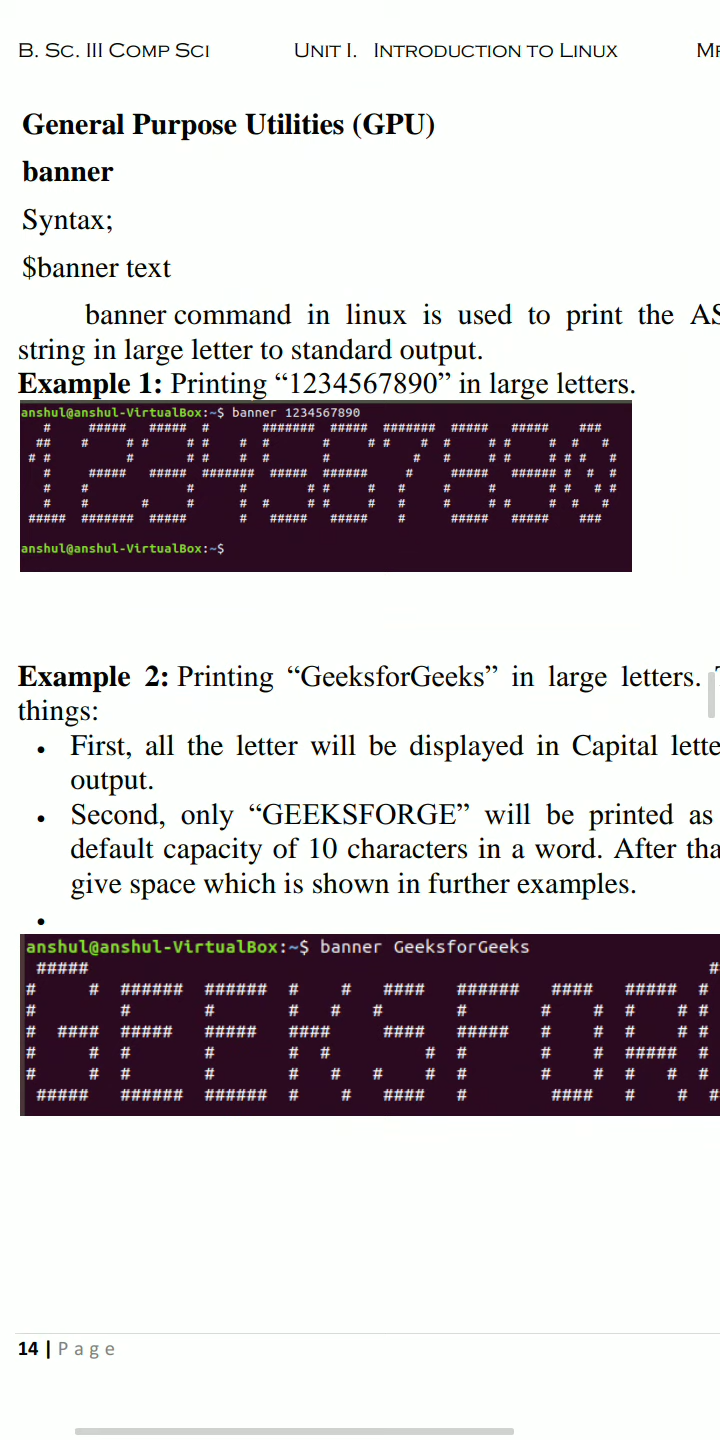 B. SC. III COMP SCI UNIT I. INTRODUCTION TO LINUX
General Purpose Utilities (GPU)
banner
Syntax;
$banner text
banner command in linux is used to print the
string in large letter to standard output.
Example 1: Printing “1234567890” in large letters.
anshul@anshul-VirtualBox:~$ banner 1234567890
anshul@anshul-VirtualBox:~$
Example 2: Printing “GeeksforGeeks” in large letters.
things:
• First, all the letter will be displayed in Capital
output.
• Second, only “GEEKSFORGE” will be printed as
default capacity of 10 characters in a word. After
give space which is shown in further examples.
•
anshul@anshul-VirtualBox:~$ banner GeeksforGeeks
14 | Page